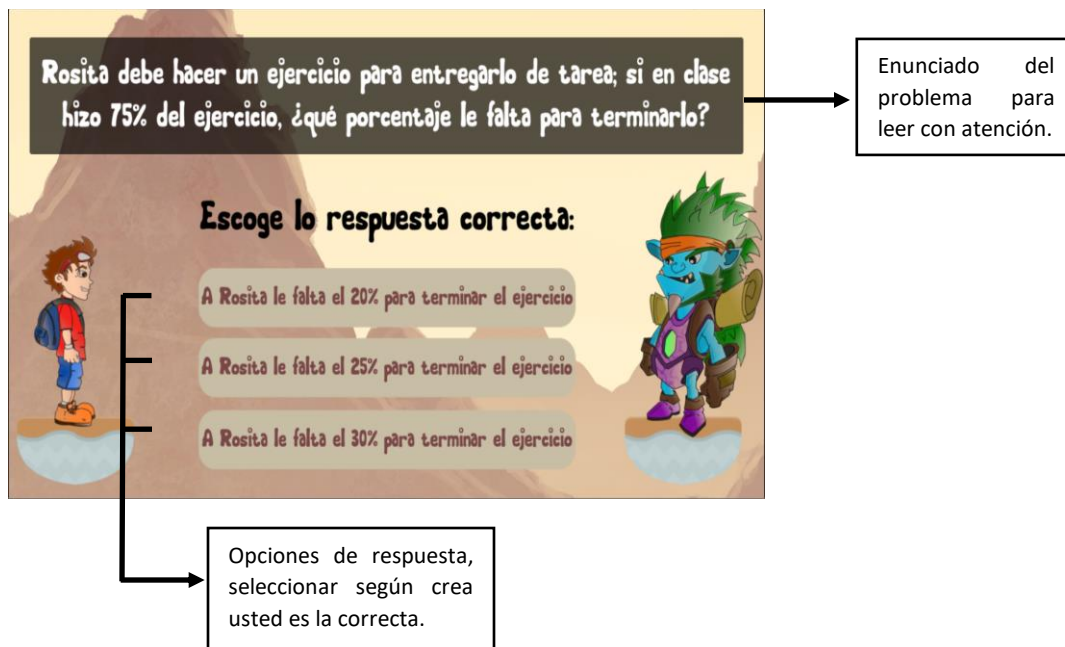 Rosita debe hacer un ejercicio para entregarlo de tarea; si en clase
hizo 75% del ejercicio, ¿qué porcentaje le falta para terminarlo?
Enunciado del
problema para
leer con atención.
Escoge lo respuesta correcta:
A Rosita le falta el 20% para terminar el ejercicio
A Rosita le falta el 25% para terminar el ejercicio
A Rosita le falta el 30% para terminar el ejercicio
Opciones de respuesta,
seleccionar según crea
usted es la correcta.